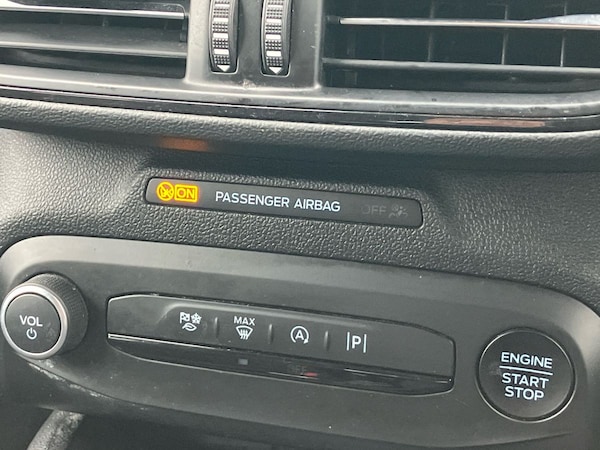 ON PASSENGER AIRBAG OFF
VOL
MAX
A
P
ENGINE
START
STOP